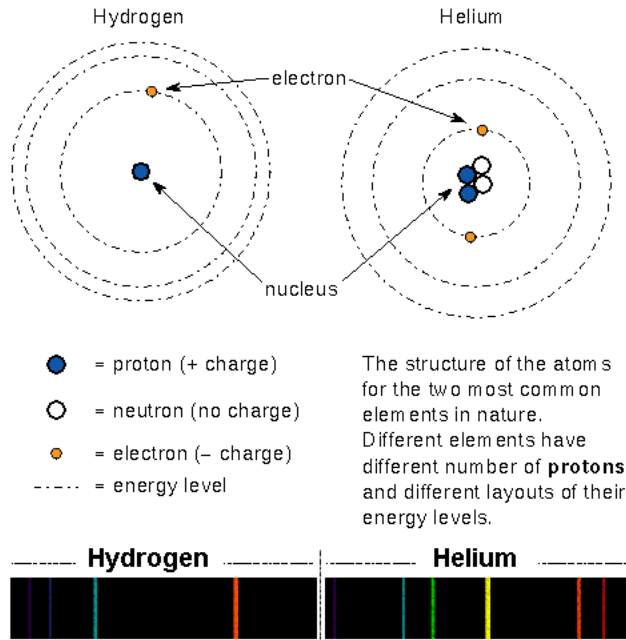 Hydrogen
Helium
electron
nucleus
= proton (+ charge)
= neutron (no charge)
= electron (– charge)
= energy level
The structure of the atoms
for the two most common
elements in nature.
Different elements have
different number of protons
and different layouts of their
energy levels.
Hydrogen
Helium